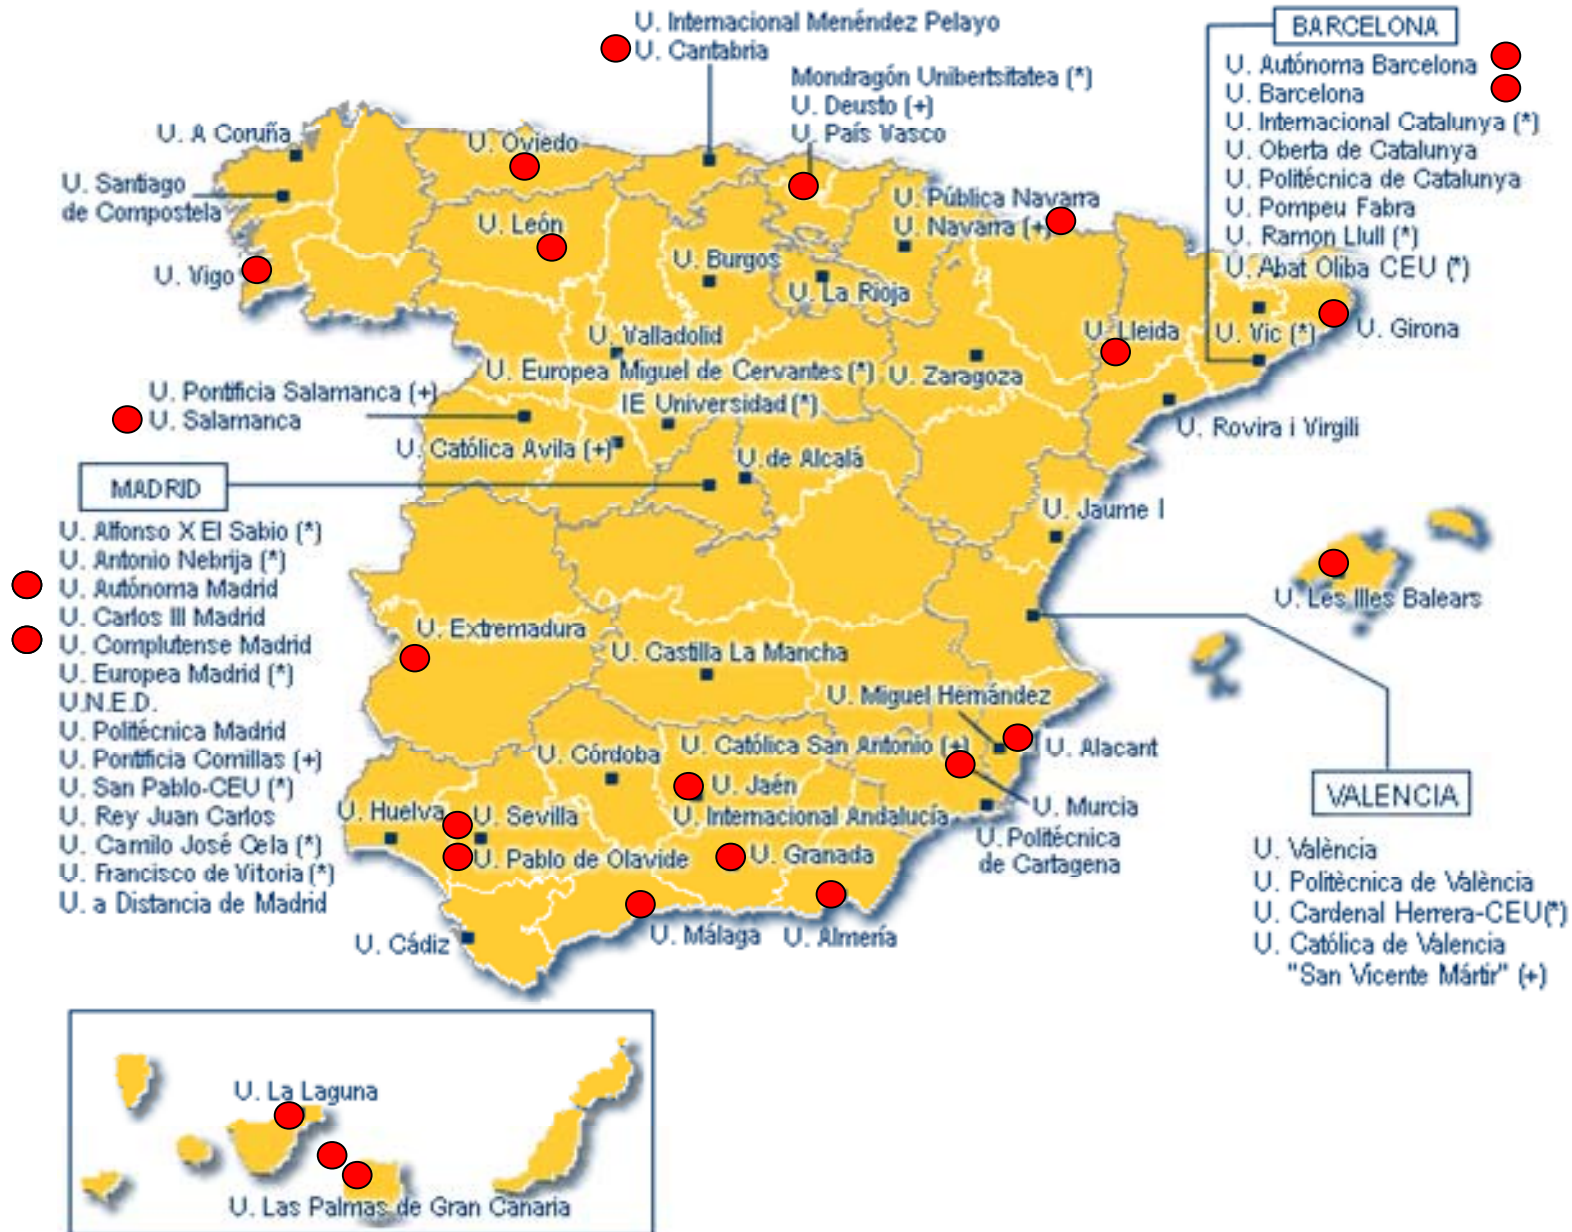 U. Internacional Menéndez Pelayo
U. Cantabria
Mondragón Unibertsitatea (*)
U. Deusto (+)
U. País Vasco
BARCELONA
U. Autónoma Barcelona
U. Barcelona
U. Internacional Catalunya (*)
U. Oberta de Catalunya
U. Politécnica de Catalunya
U. Pompeu Fabra
U. Ramon Llull (*)
U. Abat Oliba CEU (*)
U. A Coruña
U. Oviedo
U. Santiago
de Compostela
U. Pública Navarra
U. Navarra (+)
U. León
U. Vigo
U. Burgos
U. La Rioja
U. Valladolid
U. Lleida
U. Vic (*)
U. Girona
U. Europea Miguel de Cervantes (*)
U. Zaragoza
U. Pontificia Salamanca (+)
U. Salamanca
IE Universidad (*)
U. Rovira i Virgili
U. Católica Avila (+)
U. de Alcalá
MADRID
U. Alfonso X El Sabio (*)
U. Antonio Nebrija (*)
U. Autónoma Madrid
U. Carlos III Madrid
U. Complutense Madrid
U. Europea Madrid (*)
U.N.E.D.
U. Politécnica Madrid
U. Pontificia Comillas (+)
U. San Pablo-CEU (*)
U. Rey Juan Carlos
U. Camilo José Cela (*)
U. Francisco de Vitoria (*)
U. a Distancia de Madrid
U. Jaume I
U. Les Illes Balears
U. Extremadura
U. Castilla La Mancha
U. Miguel Hernández
U. Católica San Antonio (+)
U. Alacant
U. Córdoba
U. Jaén
U. Murcia
U. Huelva
U. Sevilla
U. Internacional Andalucía
U. Politécnica
de Cartagena
U. Pablo de Olavide
U. Granada
U. Málaga
U. Almería
U. Cádiz
VALENCIA
U. València
U. Politècnica de València
U. Cardenal Herrera-CEU(*)
U. Católica de Valencia
"San Vicente Mártir" (+)
U. La Laguna
U. Las Palmas de Gran Canaria